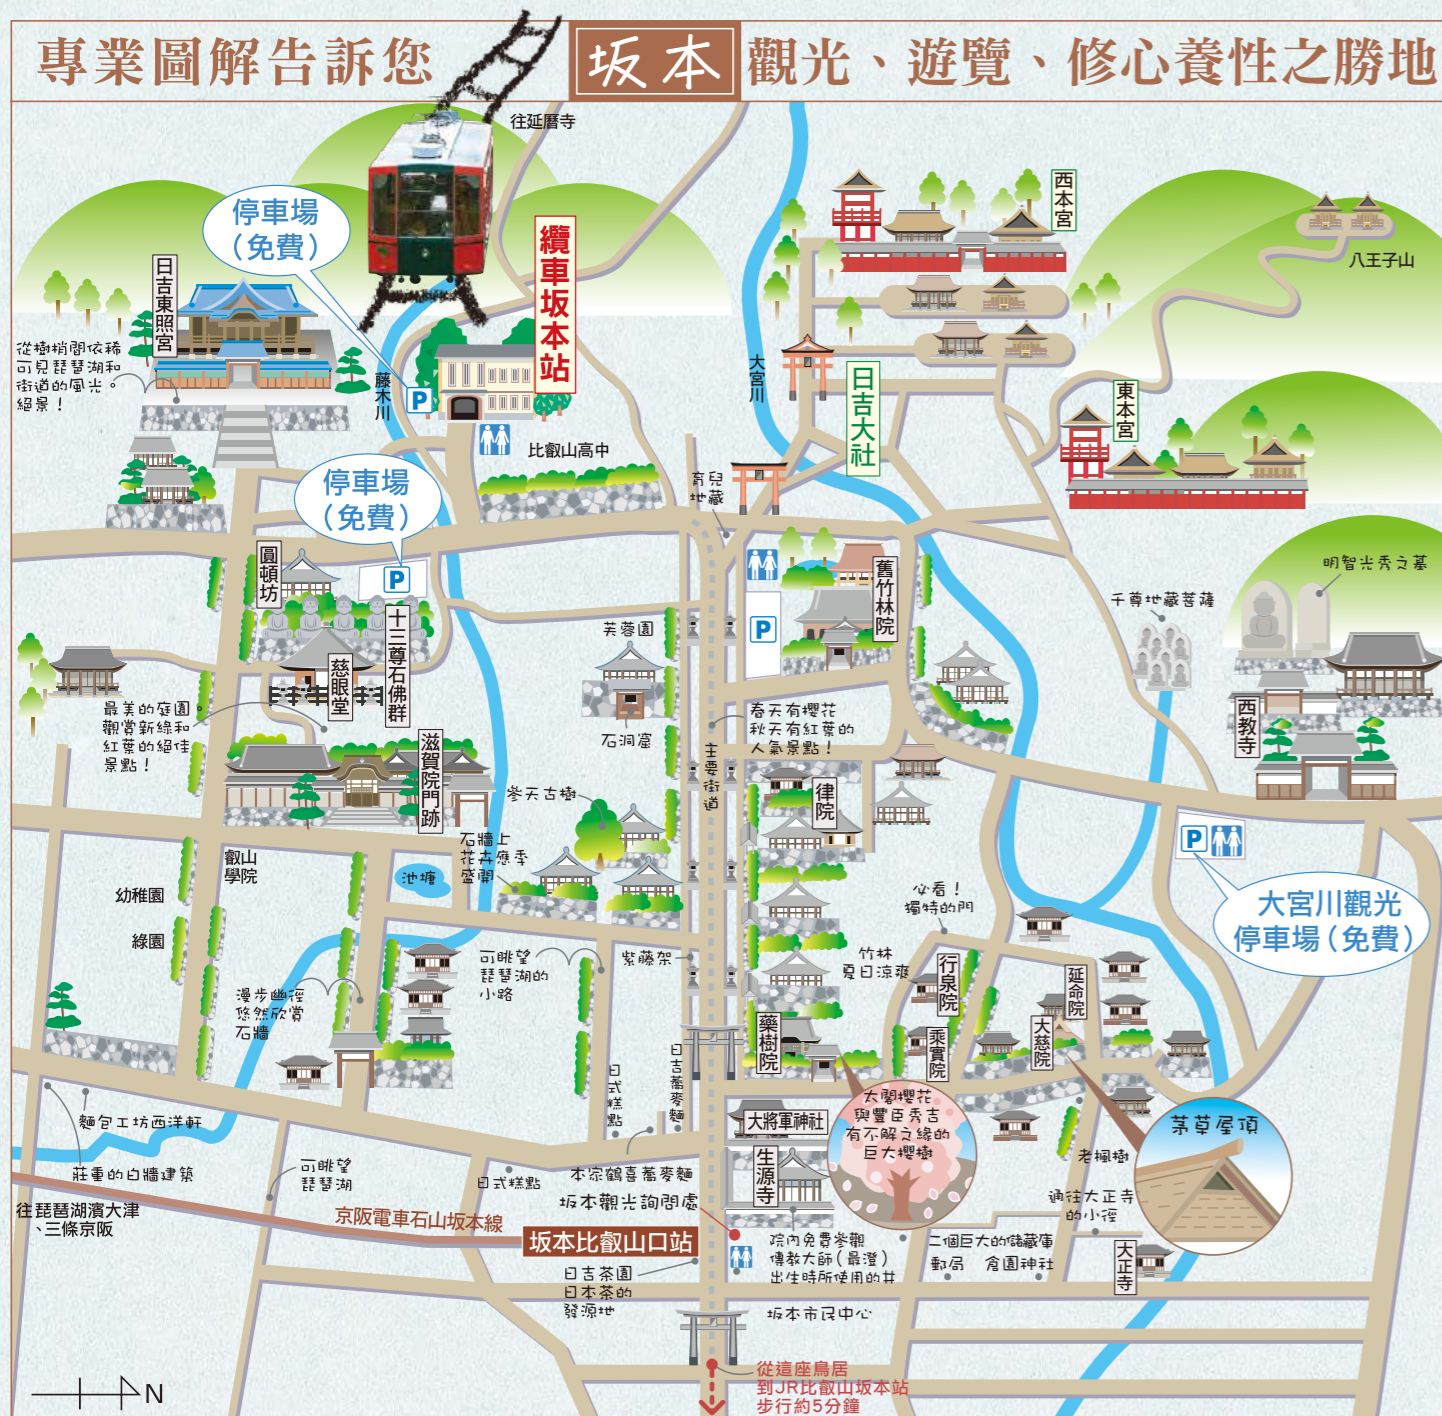 專業圖解告訴您 坂本 觀光、遊覽、修心養性之勝地
往延曆寺
停車場
（免費）
纜車坂本站
日吉東照宮
從樹梢間依稀
可見琵琶湖和
街道的風光。
絕景！
藤木川
P
比叡山高中
停車場
（免費）
P
西本宮
八王子山
大宮川
日吉大社
東本宮
育兒
地藏
圓頓坊
十三尊石佛群
慈眼堂
舊竹林院
P
芙蓉園
石洞窟
明智光秀之墓
千尊地藏菩薩
西教寺
最美的庭園。
觀賞新綠和
紅葉的絕佳
景點！
滋賀院門跡
春天有櫻花
秋天有紅葉的
人氣景點！
主要街道
律院
參天古樹
石牆上
花卉應季
盛開
池塘
叡山
學院
幼稚園
綠園
P
大宮川觀光
停車場（免費）
必看！
獨特的門
竹林
夏日涼爽
行泉院
乘實院
延命院
大慈院
可眺望
琵琶湖的
小路
紫藤架
漫步幽徑
悠然欣賞
石牆
藥樹院
日吉蕎麥麵
日式糕點
麵包工坊西洋軒
莊重的白牆建築
可眺望
琵琶湖
日式糕點
本家鶴喜蕎麥麵
坂本觀光詢問處
大將軍神社
生源寺
太閤櫻花
與豐臣秀吉
有不解之緣的
巨大櫻樹
茅草屋頂
老楓樹
通往大正寺
的小徑
大正寺
往琵琶湖濱大津
、三條京阪
京阪電車石山坂本線
坂本比叡山口站
院內免費參觀
傳教大師（最澄）
出生時所使用的井
二個巨大的儲藏庫
郵局
倉園神社
日吉茶園
日本茶的
發源地
坂本市民中心
從這座鳥居
到JR比叡山坂本站
步行約5分鐘
N